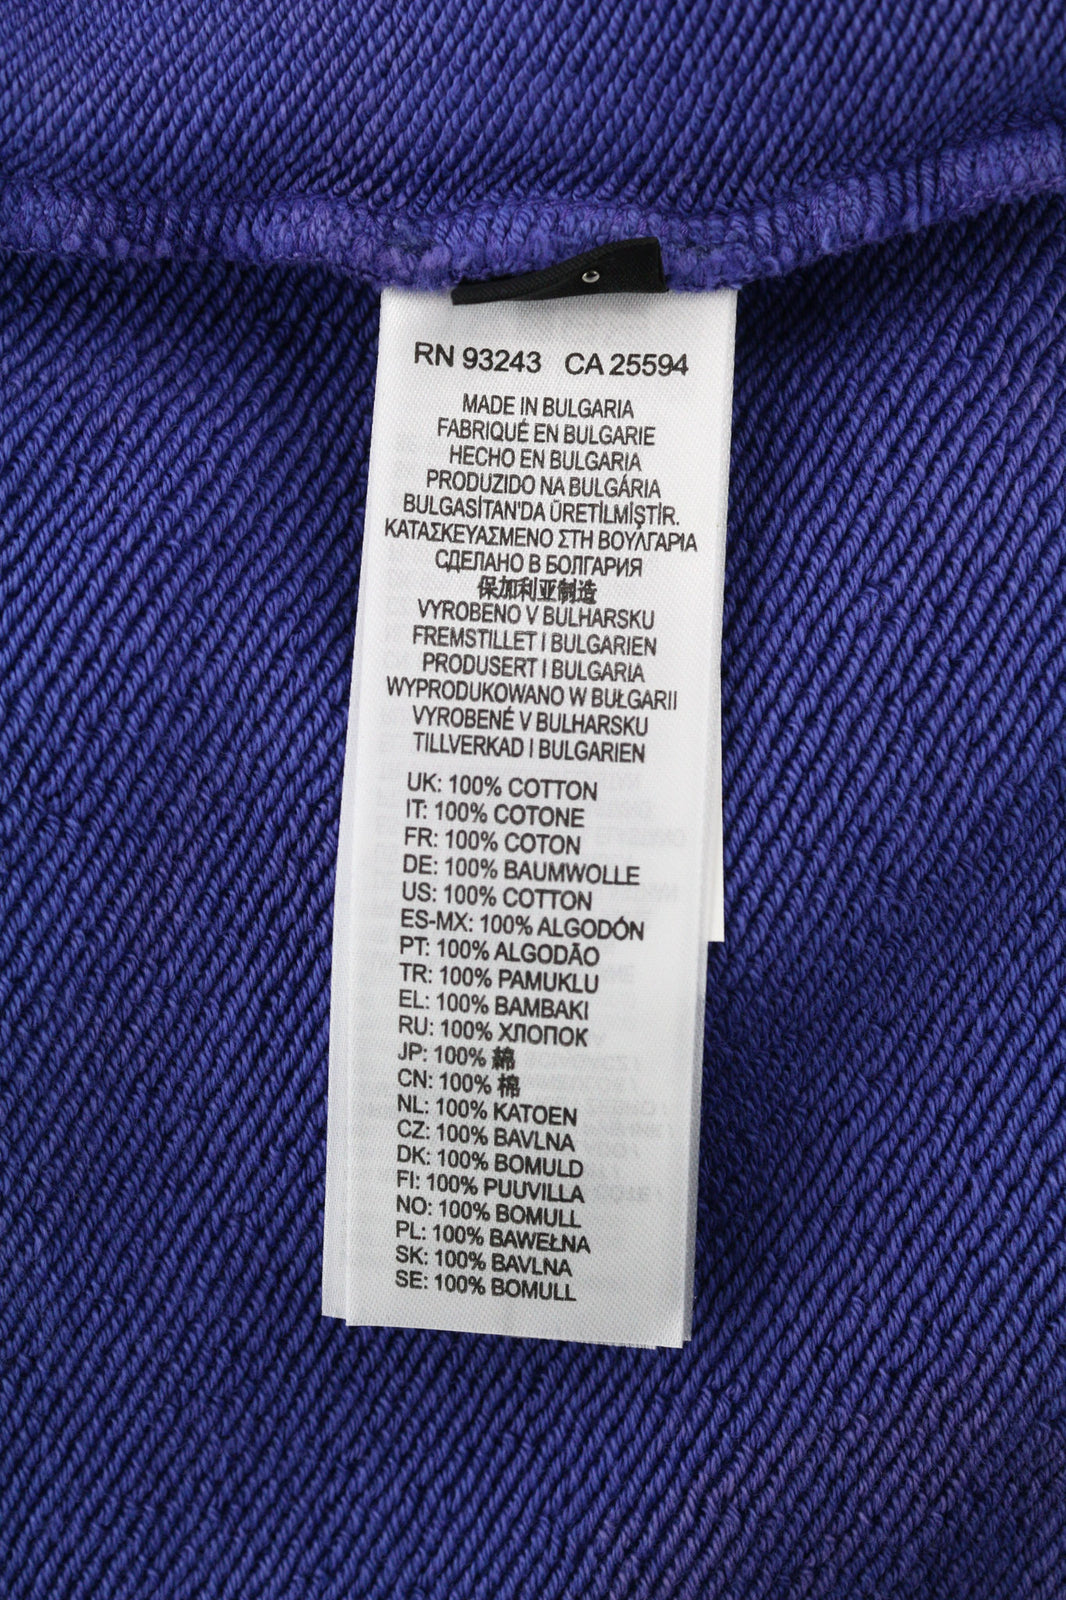 RN 93243 CA 25594
MADE IN BULGARIA
FABRIQUÉ EN BULGARIE
HECHO EN BULGARIA
PRODUZIDO NA BULGÁRIA
BULGASİTAN'DA ÜRETİLMİŞTİR.
ΚΑΤΑΣΚΕΥΑΣΜΕΝΟ ΣΤΗ ΒΟΥΛΓΑΡΙΑ
СДЕЛАНО В БОЛГАРИЯ
保加利亚制造
VYROBENO V BULHARSKU
FREMSTILLET I BULGARIEN
PRODUSERT I BULGARIA
WYPRODUKOWANO W BUŁGARII
VYROBENÉ V BULHARSKU
TILLVERKAD I BULGARIEN
UK: 100% COTTON
IT: 100% COTONE
FR: 100% COTON
DE: 100% BAUMWOLLE
US: 100% COTTON
ES-MX: 100% ALGODÓN
PT: 100% ALGODÃO
TR: 100% PAMUKLU
EL: 100% ΒΑΜΒΑΚΙ
RU: 100% ХЛОПОК
JP: 100% 綿
CN: 100% 棉
NL: 100% KATOEN
CZ: 100% BAVLNA
DK: 100% BOMULD
FI: 100% PUUVILLA
NO: 100% BOMULL
PL: 100% BAWEŁNA
SK: 100% BAVLNA
SE: 100% BOMULL